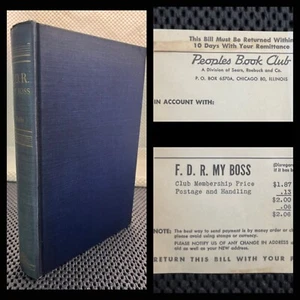 F.D.R.
MY BOSS
This Bill Must Be Returned Within
10 Days With Your Remittance
Peoples Book Club
A Division of Sears, Roebuck and Co.
P. O. BOX 6570A, CHICAGO 80, ILLINOIS
IN ACCOUNT WITH:
F. D. R. MY BOSS
Club Membership Price $1.87
Postage and Handling .13
$2.00
.06
$2.06
NOTE: The best way to send payment is by money order or
please avoid using stamps or currency.
PLEASE NOTIFY US OF ANY CHANGE IN ADDRESS
as well as your NEW address.
RETURN THIS BILL WITH YOUR